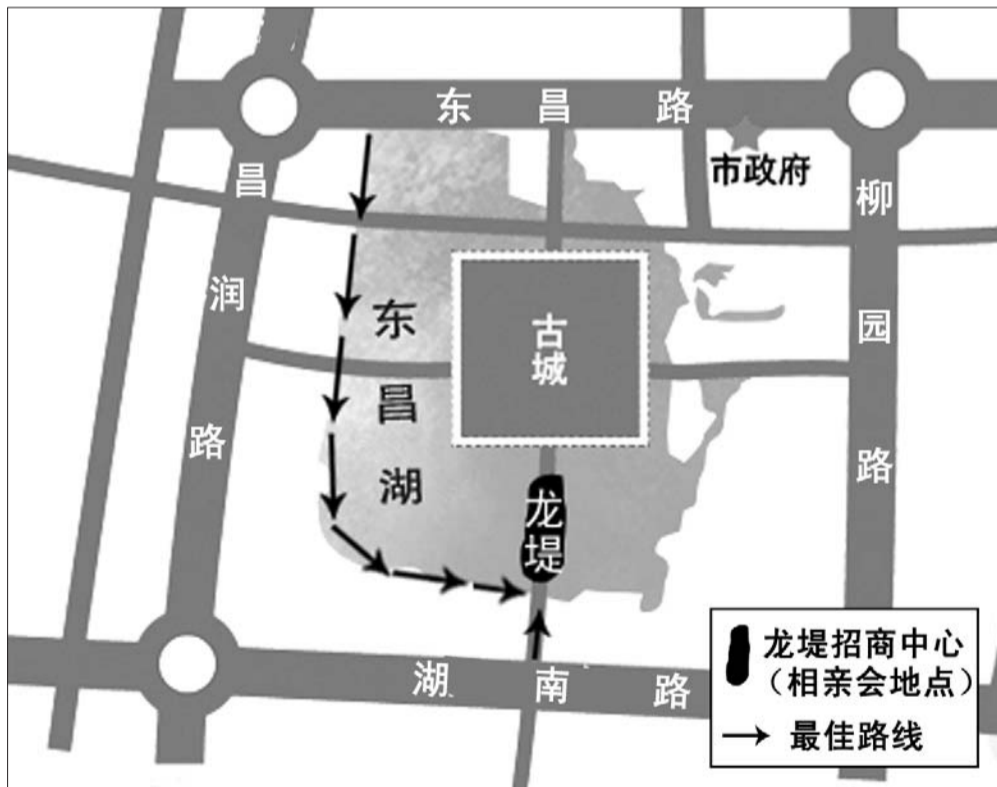 东昌路
市政府
昌润路
柳园路
东昌湖
古城
龙堤
湖南路
龙堤招商中心
（相亲会地点）
最佳路线